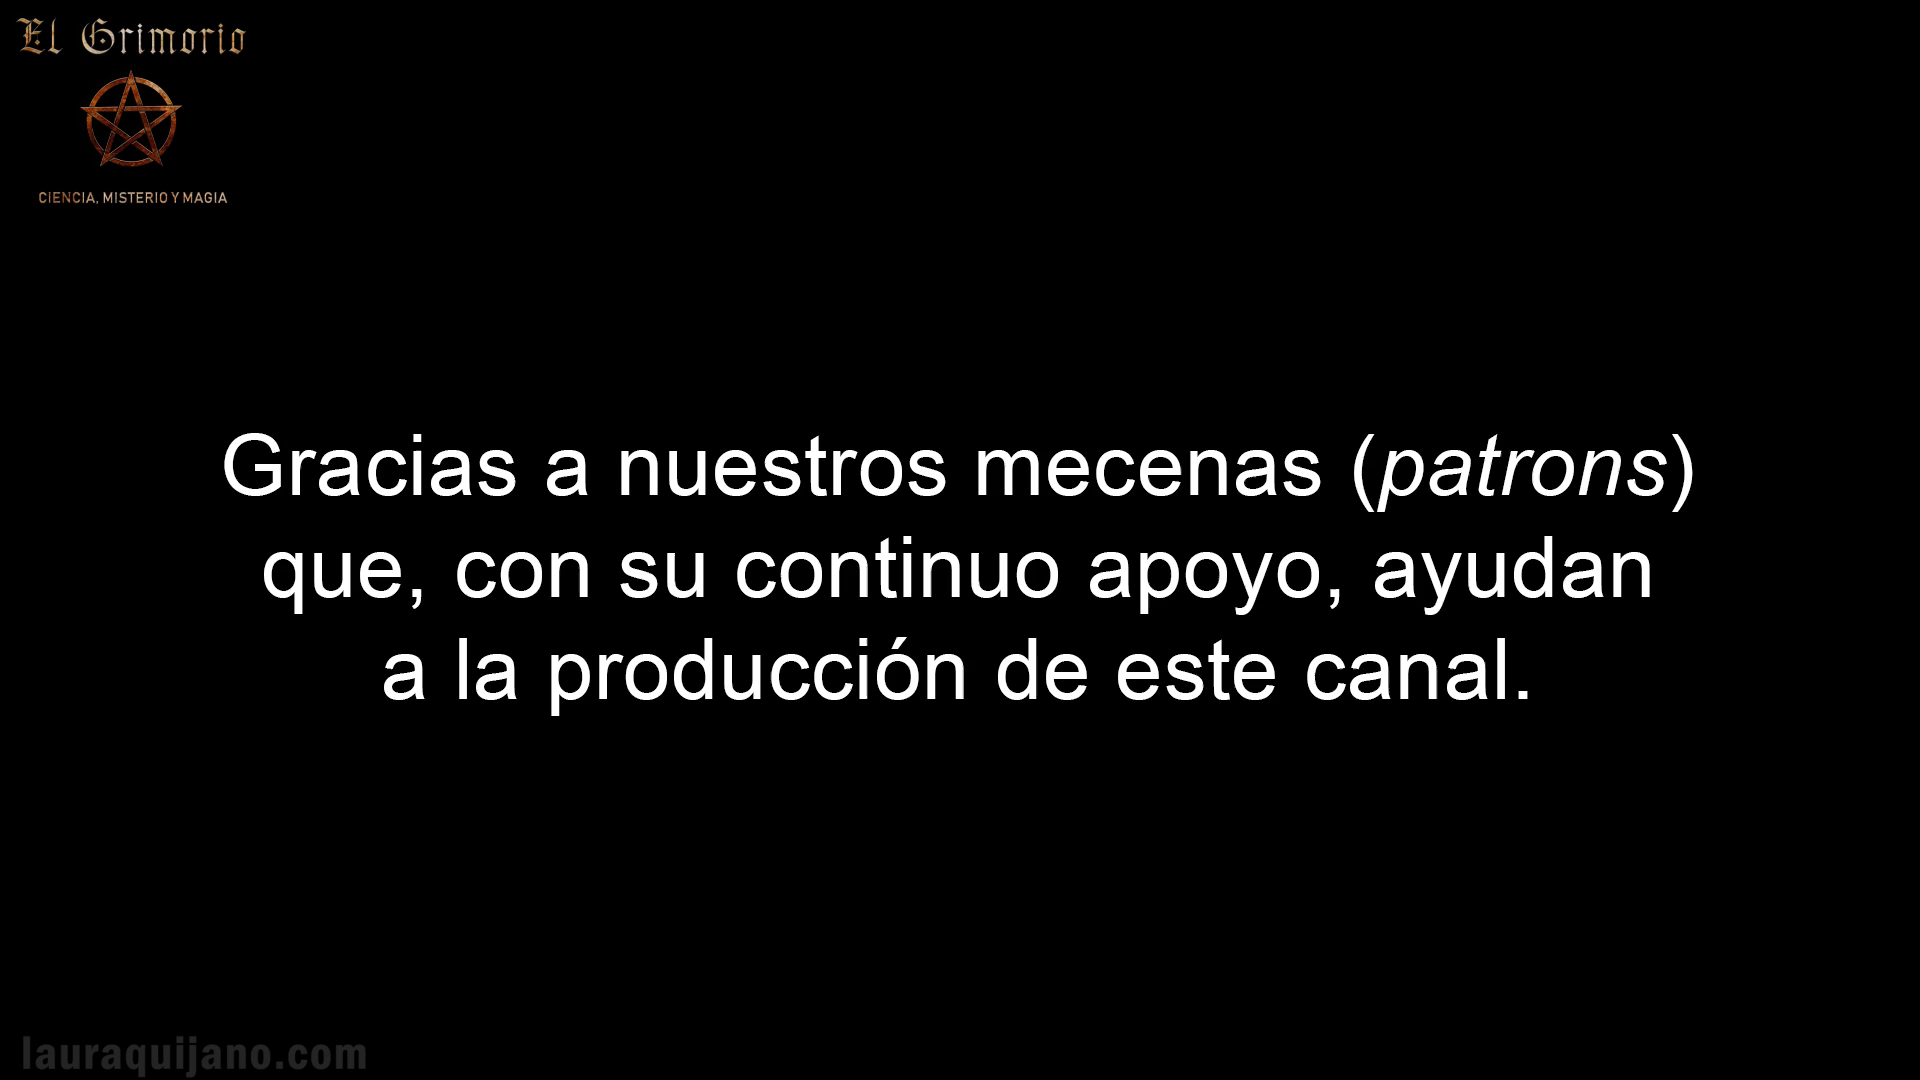 El Grimorio
CIENCIA, MISTERIO Y MAGIA
Gracias a nuestros mecenas (patrons)
que, con su continuo apoyo, ayudan
a la producción de este canal.
lauraquijano.com